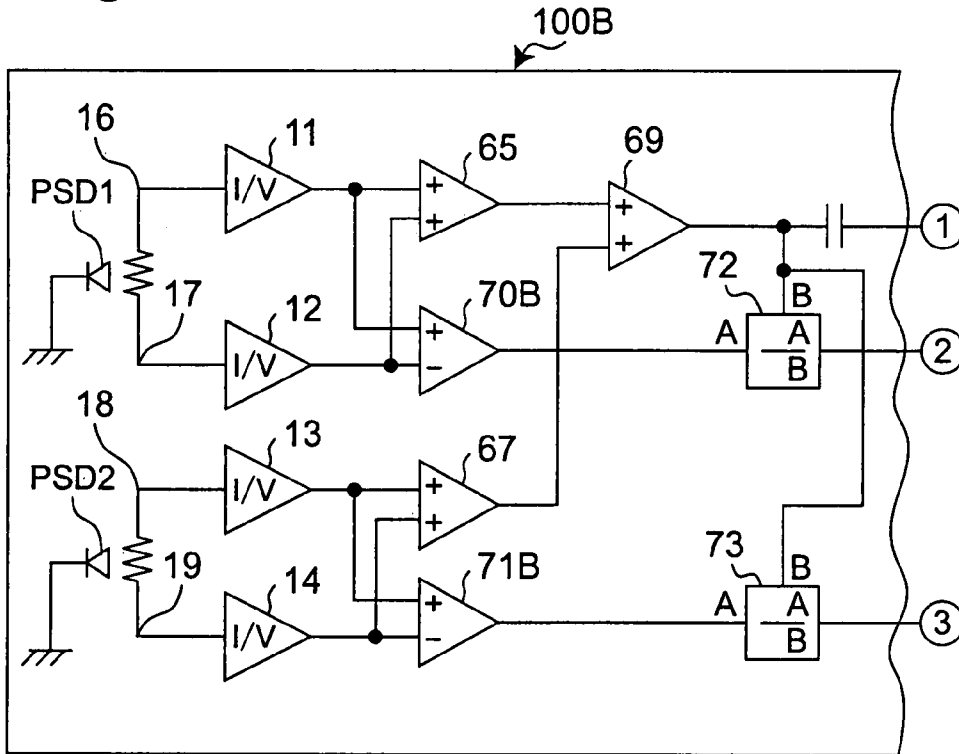 100B
16
11
65
69
PSD1
I/V
+
+
+
+
1
17
12
70B
72
B
A
A
B
I/V
+
−
2
18
13
67
PSD2
I/V
+
+
19
14
71B
73
B
A
A
B
I/V
+
−
3